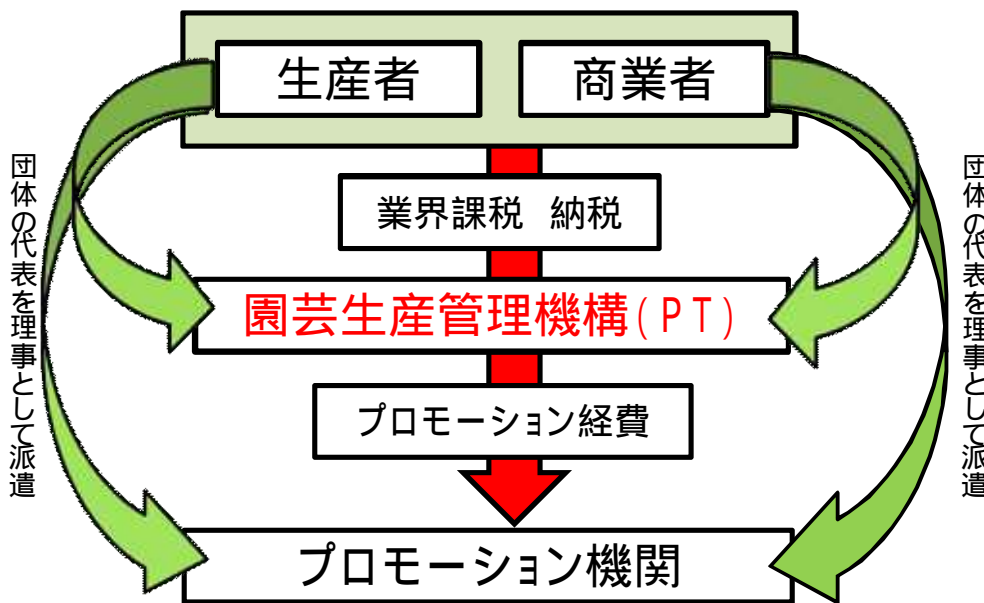 生産者
商業者
団体の代表を理事として派遣
団体の代表を理事として派遣
業界課税 納税
園芸生産管理機構(PT)
プロモーション経費
プロモーション機関